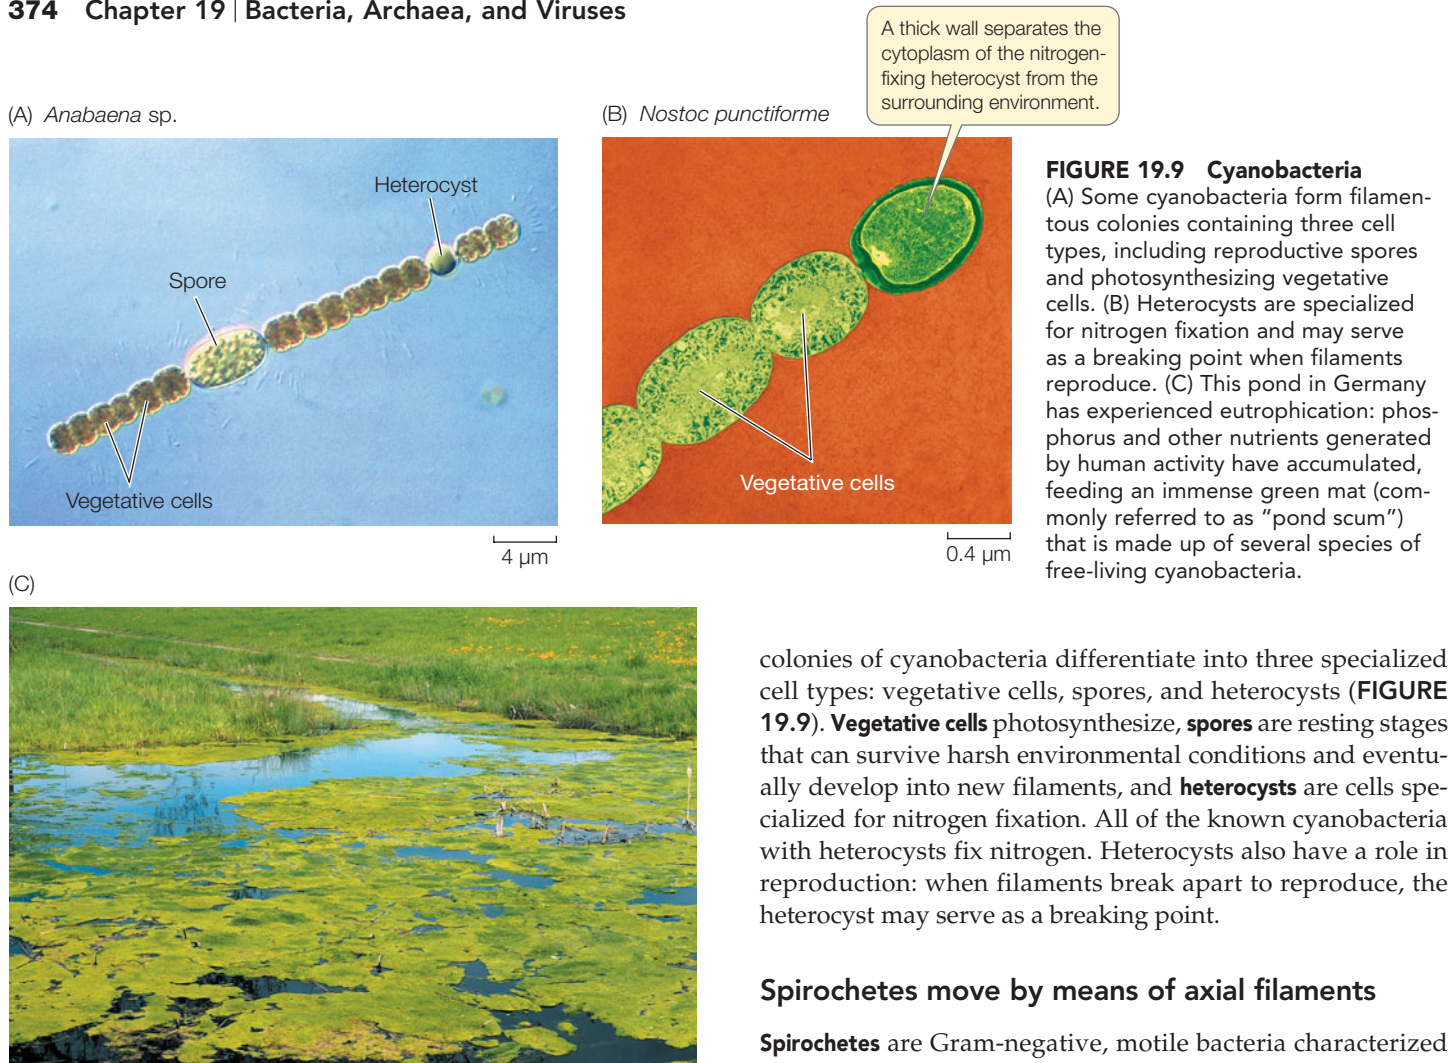 374 Chapter 19 | Bacteria, Archaea, and Viruses
A thick wall separates the
cytoplasm of the nitrogen-
fixing heterocyst from the
surrounding environment.
(A) Anabaena sp.
Heterocyst
Spore
Vegetative cells
4 µm
(B) Nostoc punctiforme
Vegetative cells
0.4 µm
FIGURE 19.9 Cyanobacteria
(A) Some cyanobacteria form filamen-
tous colonies containing three cell
types, including reproductive spores
and photosynthesizing vegetative
cells. (B) Heterocysts are specialized
for nitrogen fixation and may serve
as a breaking point when filaments
reproduce. (C) This pond in Germany
has experienced eutrophication: phos-
phorus and other nutrients generated
by human activity have accumulated,
feeding an immense green mat (com-
monly referred to as “pond scum”)
that is made up of several species of
free-living cyanobacteria.
(C)
colonies of cyanobacteria differentiate into three specialized
cell types: vegetative cells, spores, and heterocysts (FIGURE
19.9). Vegetative cells photosynthesize, spores are resting stages
that can survive harsh environmental conditions and eventu-
ally develop into new filaments, and heterocysts are cells spe-
cialized for nitrogen fixation. All of the known cyanobacteria
with heterocysts fix nitrogen. Heterocysts also have a role in
reproduction: when filaments break apart to reproduce, the
heterocyst may serve as a breaking point.
Spirochetes move by means of axial filaments
Spirochetes are Gram-negative, motile bacteria characterized